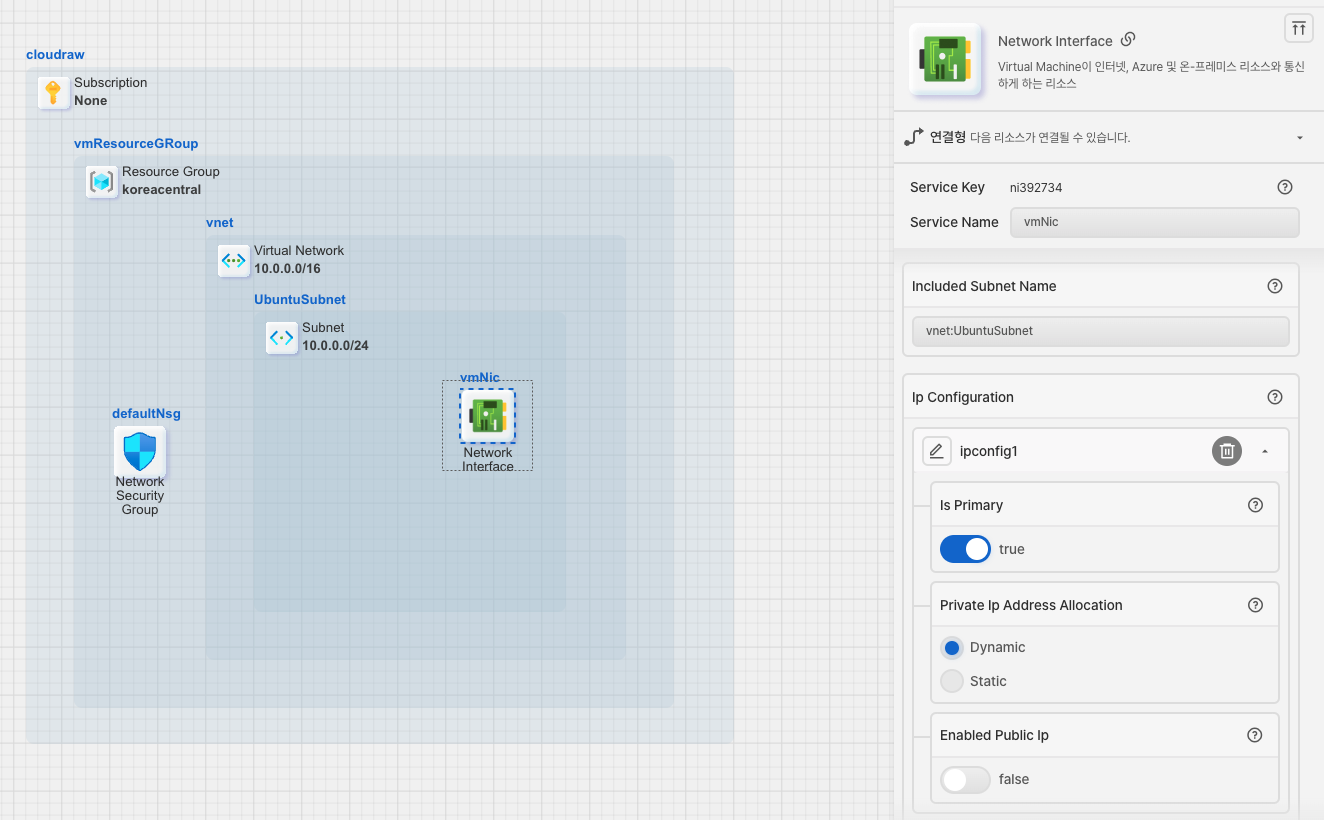 cloudraw
Subscription
None
vmResourceGRoup
Resource Group
koreacentral
vnet
Virtual Network
10.0.0.0/16
UbuntuSubnet
Subnet
10.0.0.0/24
vmNic
Network
Interface
defaultNsg
Network
Security
Group
Network Interface
Virtual Machine이 인터넷, Azure 및 온-프레미스 리소스와 통신
하게 하는 리소스
연결형 다음 리소스가 연결될 수 있습니다.
Service Key ni392734
Service Name vmNic
Included Subnet Name
vnet:UbuntuSubnet
Ip Configuration
ipconfig1
Is Primary
true
Private Ip Address Allocation
Dynamic
Static
Enabled Public Ip
false